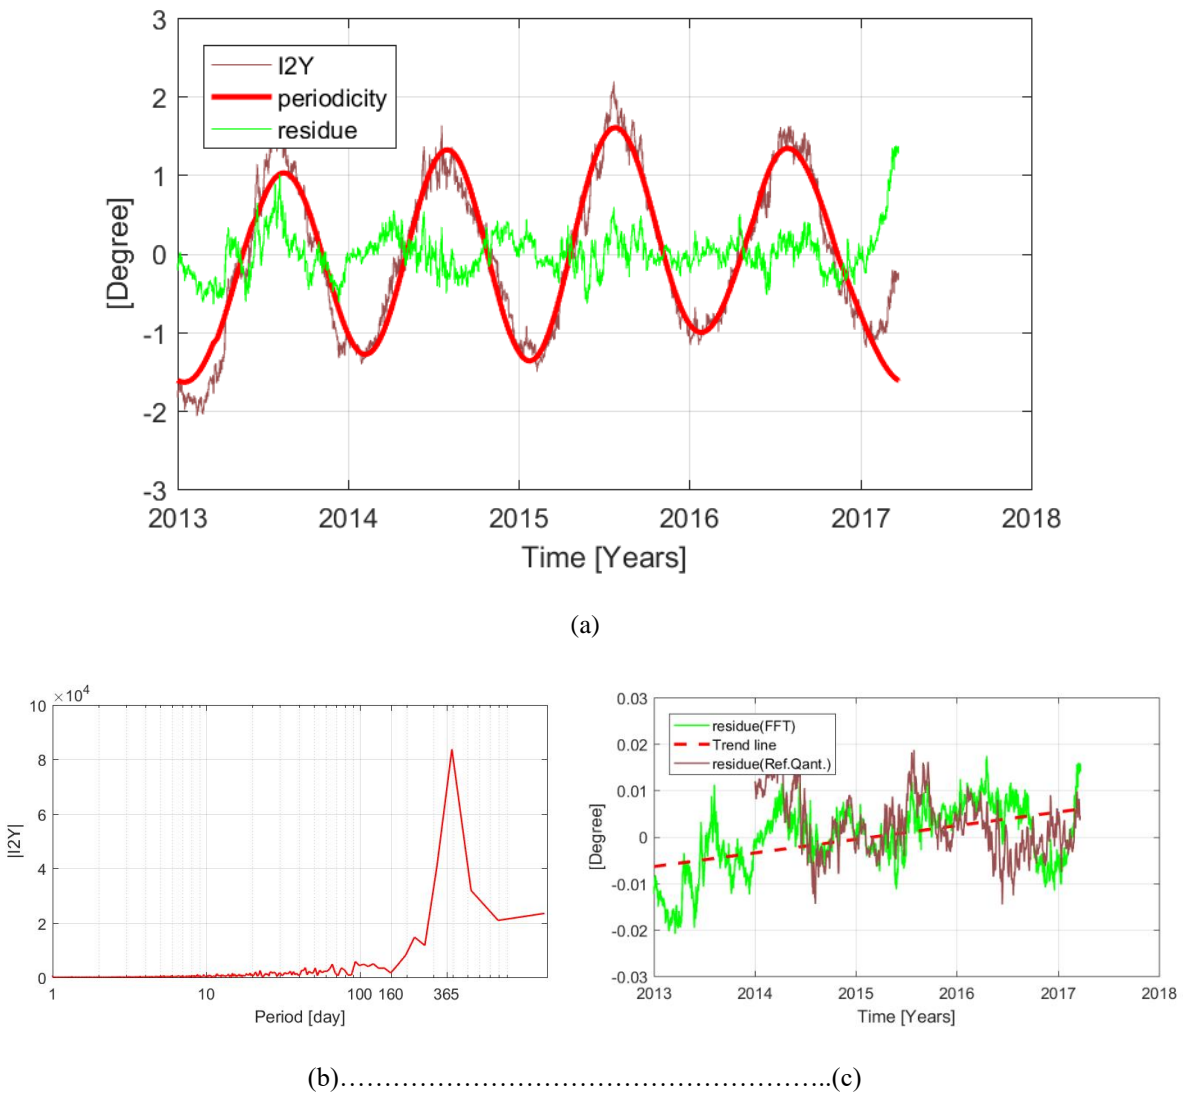 3
2
1
0
-1
-2
-3
[Degree]
I2Y
periodicity
residue
2013 2014 2015 2016 2017 2018
Time [Years]
(a)
×10^4
10
8
6
4
2
0
|I2Y|
1 10 100 160 365
Period [day]
0.03
0.02
0.01
0
-0.01
-0.02
-0.03
[Degree]
residue(FFT)
Trend line
residue(Ref.Qant.)
2013 2014 2015 2016 2017 2018
Time [Years]
(b)………………………………………………..(c)